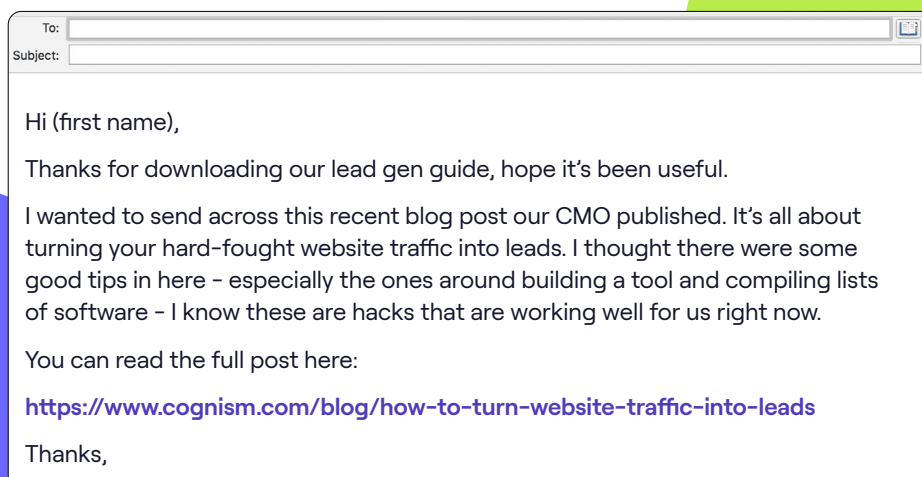 To:
Subject:
Hi (first name),
Thanks for downloading our lead gen guide, hope it's been useful.
I wanted to send across this recent blog post our CMO published. It's all about
turning your hard-fought website traffic into leads. I thought there were some
good tips in here - especially the ones around building a tool and compiling lists
of software - I know these are hacks that are working well for us right now.
You can read the full post here:
https://www.cognism.com/blog/how-to-turn-website-traffic-into-leads
Thanks,